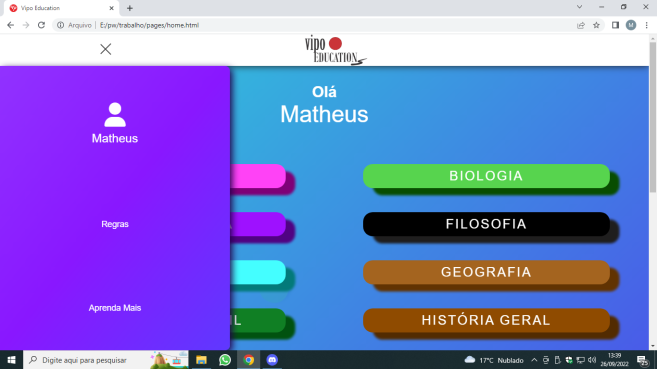 Vipo Education
Arquivo
E:/pw/trabalho/pages/home.html
M
vipo
EDUCATION
Olá
Matheus
Matheus
BIOLOGIA
Regras
FILOSOFIA
GEOGRAFIA
Aprenda Mais
HISTÓRIA GERAL
Digite aqui para pesquisar
17°C Nublado
13:39
26/09/2022